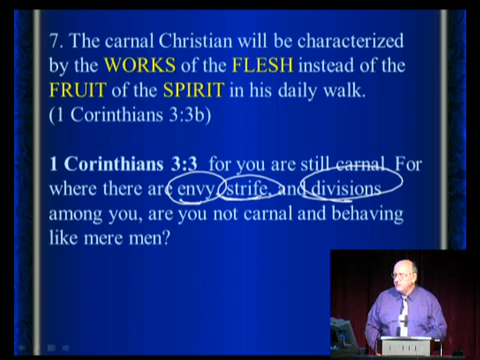 7. The carnal Christian will be characterized
by the WORKS of the FLESH instead of the
FRUIT of the SPIRIT in his daily walk.
(1 Corinthians 3:3b)
1 Corinthians 3:3 for you are still carnal. For
where there are envy, strife, and divisions
among you, are you not carnal and behaving
like mere men?